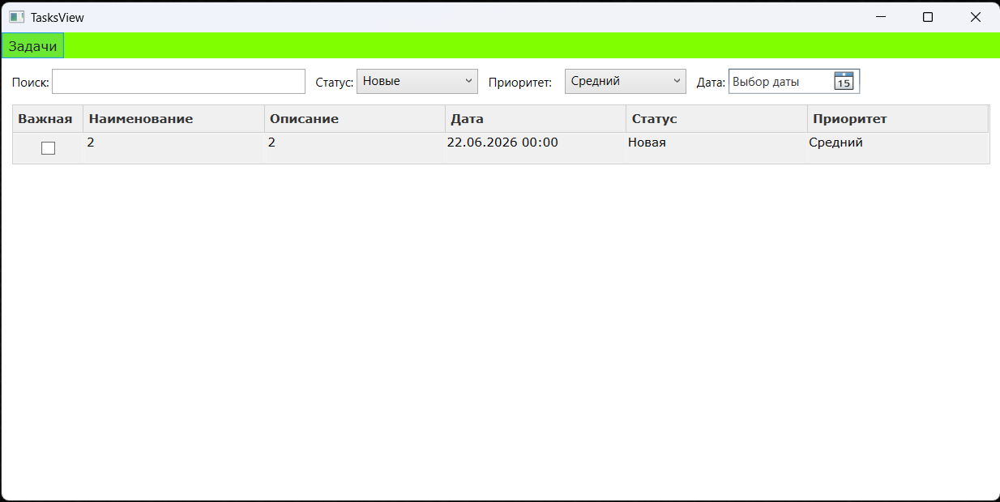 TasksView
Задачи
Поиск: Статус: Новые Приоритет: Средний Дата: Выбор даты 15
Важная Наименование Описание Дата Статус Приоритет
2 2 22.06.2026 00:00 Новая Средний